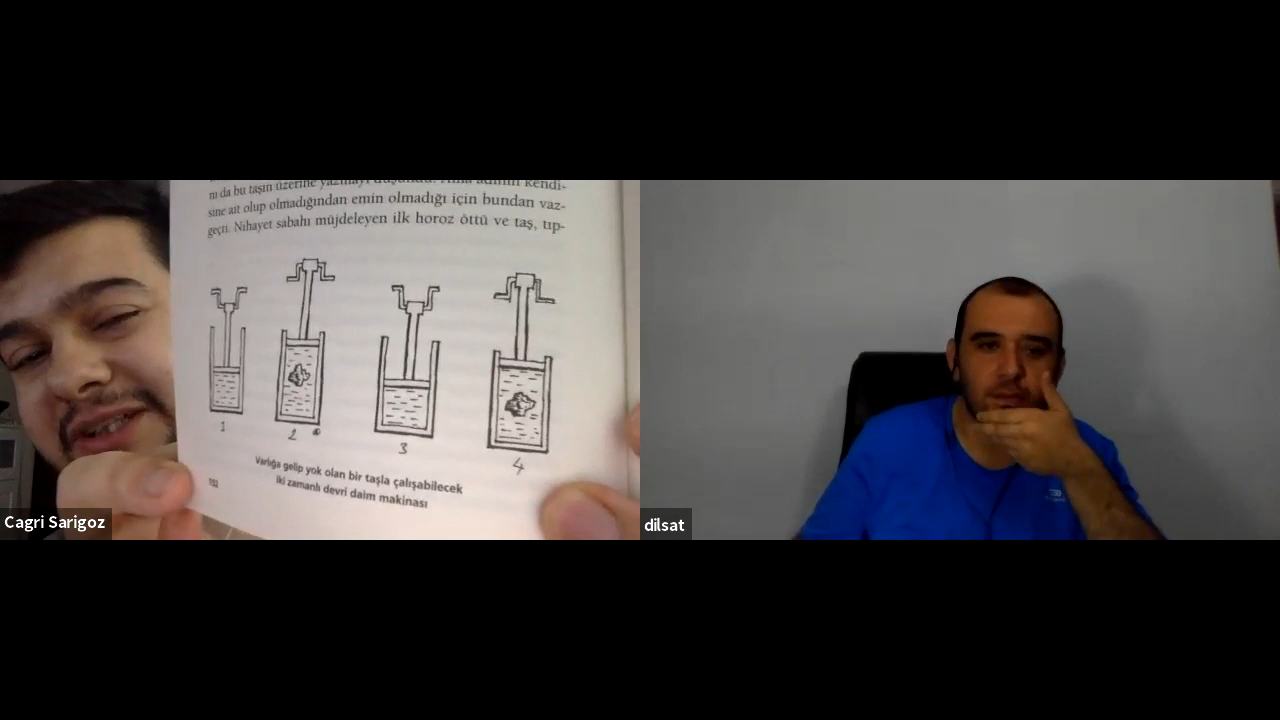 nı da bu taşın üzerine yazmayı düşündü. Ama adının kendi-
sine ait olup olmadığından emin olmadığı için bundan vaz-
geçti. Nihayet sabahı müjdeleyen ilk horoz öttü ve taş, tıp-
1
2
3
4
Varlığa gelip yok olan bir taşla çalışabilecek
iki zamanlı devri daim makinası
152
Cagri Sarigoz
dilsat